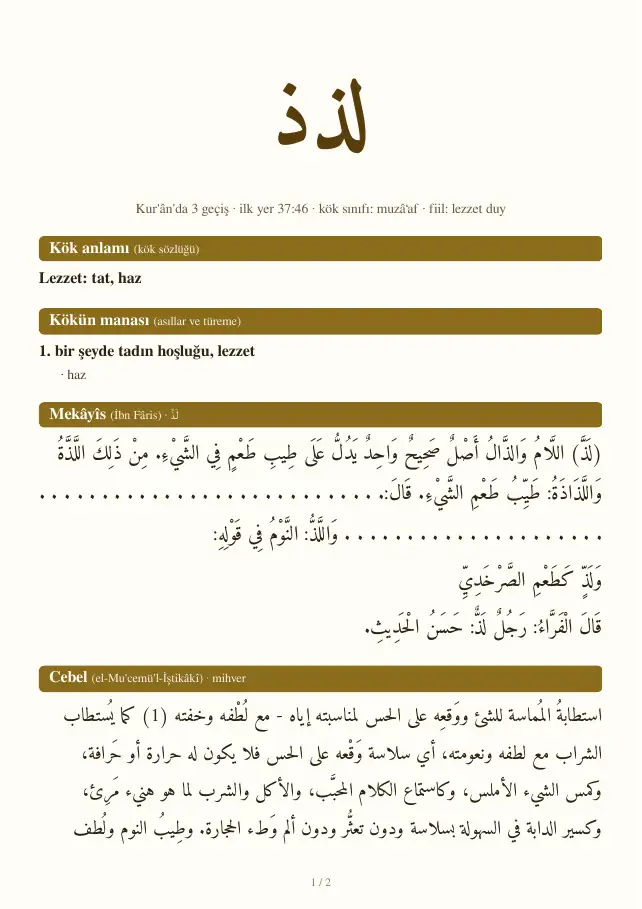 لذذ
Kur'ân'da 3 geçiş · ilk yer 37:46 · kök sınıfı: muzâ'af · fiil: lezzet duy
Kök anlamı (kök sözlüğü)
Lezzet: tat, haz
Kökün manası (asıllar ve türeme)
1. bir şeyde tadın hoşluğu, lezzet
· haz
Mekâyîs (İbn Fâris) · لذ
(لَذَّ) اللَّامُ وَالذَّالُ أَصْلٌ صَحِيحٌ وَاحِدٌ يَدُلُّ عَلَى طِيبِ طَعْمٍ فِي الشَّيْءِ. مِنْ ذَلِكَ اللَّذَّةُ
وَاللَّذَاذَةُ: طَيِّبُ طَعْمِ الشَّيْءِ. قَالَ:. . . . . . . . . . . . . . . . . . . . . . . . . . . .
. . . . . . . . . . . . . . . . . . . . . وَاللَّذُّ: النَّوْمُ فِي قَوْلِهِ:
وَلَذٍّ كَطَعْمِ الصَّرْخَدِيِّ
قَالَ الْفَرَّاءُ: رَجُلٌ لَذٌّ: حَسَنُ الْحَدِيثِ.
Cebel (el-Mu'cemü'l-İştikâkî) · mihver
استطابةُ المُماسة للشئ ووَقعِه على الحس لمناسبته إياه - مع لُطْفه وخفته (1) كما يُستطاب
الشراب مع لطفه ونعومته، أي سلاسة وَقْعه على الحس فلا يكون له حرارة أو حَرافة،
وكمس الشيء الأملس، وكاستماع الكلام المحبَّب، والأكل والشرب لما هو هنيء مَرِئ،
وكسير الدابة في السهولة بسلاسة ودون تعثُّر ودون ألم وَطء الحجارة. وطِيبُ النوم ولُطف
1 / 2